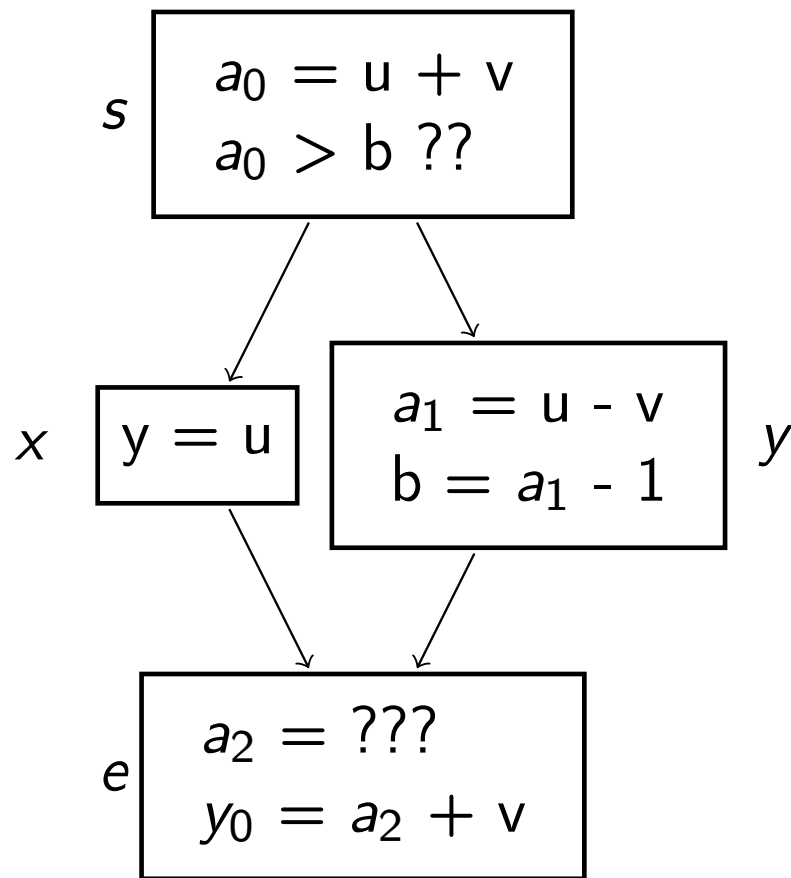 s
a₀ = u + v
a₀ > b ??
x
y = u
a₁ = u - v
b = a₁ - 1
y
e
a₂ = ???
y₀ = a₂ + v